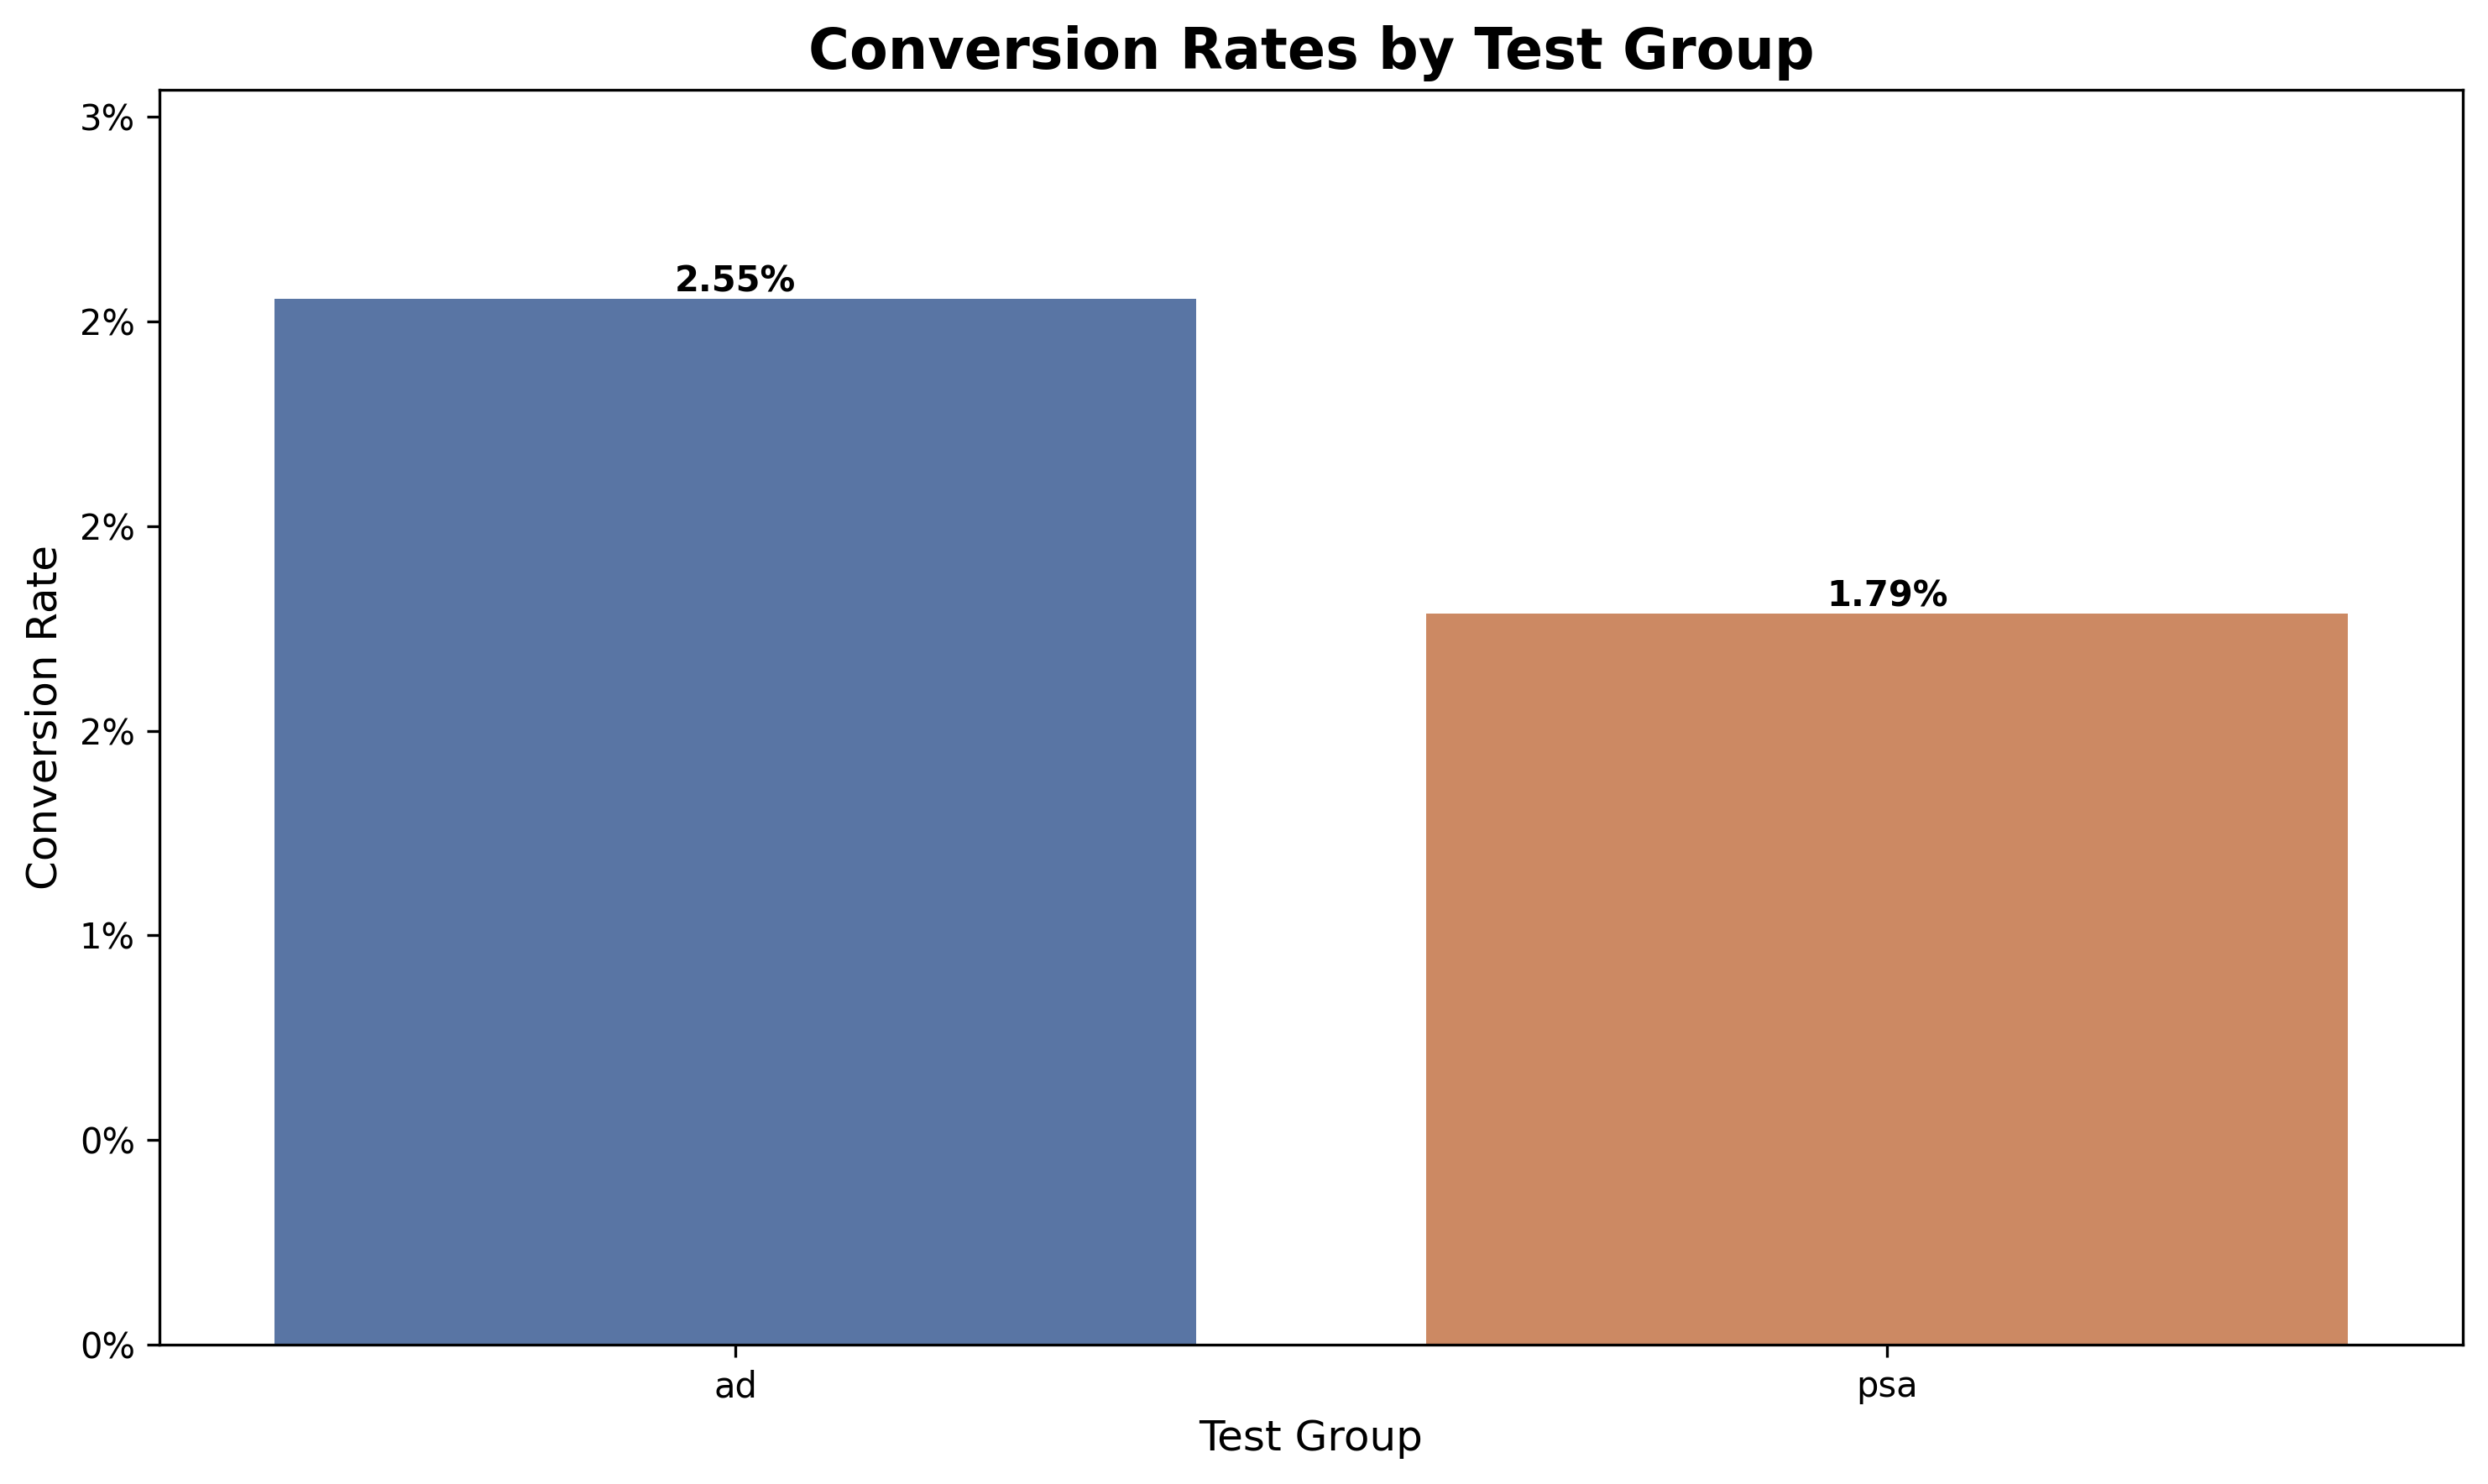 Conversion Rates by Test Group
3%
2%
2%
2%
1%
0%
0%
Conversion Rate
2.55%
1.79%
ad
psa
Test Group